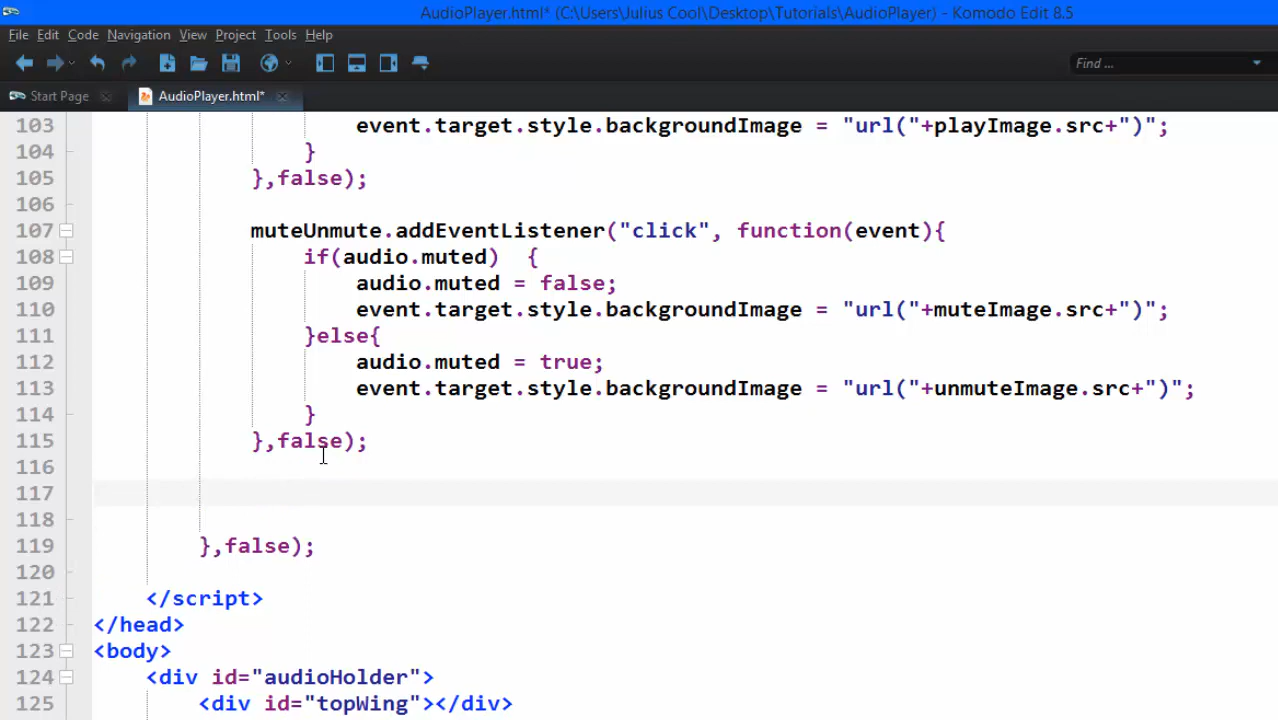 AudioPlayer.html* (C:\Users\Julius Cool\Desktop\Tutorials\AudioPlayer) - Komodo Edit 8.5
File Edit Code Navigation View Project Tools Help
Find ...
Start Page AudioPlayer.html*
103 event.target.style.backgroundImage = "url("+playImage.src+")";
104 }
105 },false);
106
107 muteUnmute.addEventListener("click", function(event){
108 if(audio.muted)  {
109 audio.muted = false;
110 event.target.style.backgroundImage = "url("+muteImage.src+")";
111 }else{
112 audio.muted = true;
113 event.target.style.backgroundImage = "url("+unmuteImage.src+")";
114 }
115 },false);
116
117
118
119 },false);
120
121 </script>
122 </head>
123 <body>
124 <div id="audioHolder">
125 <div id="topWing"></div>